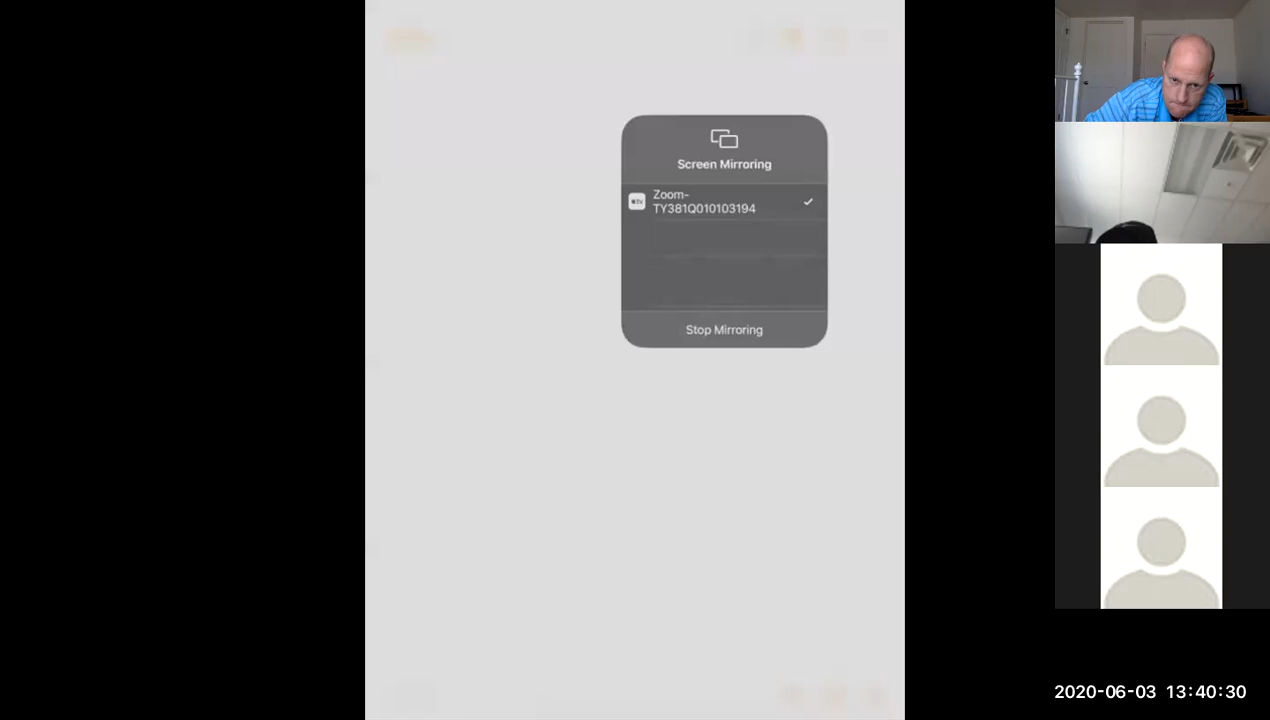 Screen Mirroring
Zoom-
TY381Q010103194
Stop Mirroring
2020-06-03 13:40:30